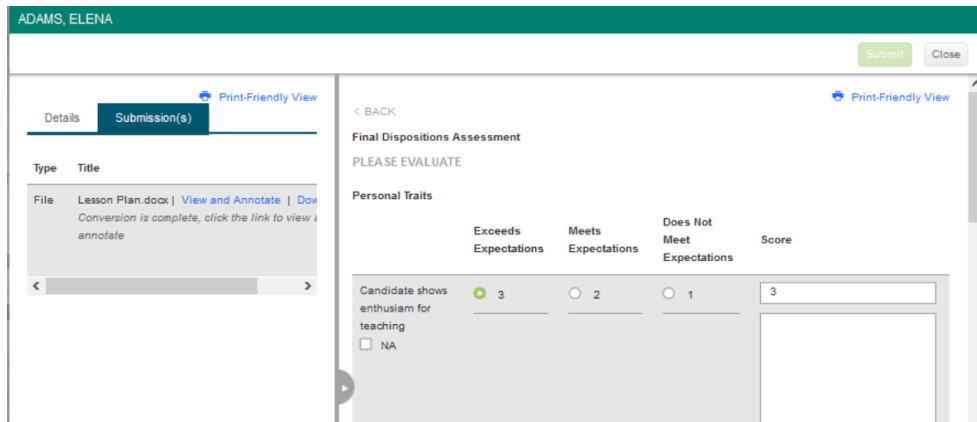 ADAMS, ELENA
Submit
Close
Print-Friendly View
Details
Submission(s)
Type Title
File Lesson Plan.docx | View and Annotate | Dow
Conversion is complete, click the link to view a
annotate
Print-Friendly View
< BACK
Final Dispositions Assessment
PLEASE EVALUATE
Personal Traits
Exceeds
Expectations
Meets
Expectations
Does Not
Meet
Expectations
Score
Candidate shows
enthusiam for
teaching
NA
3
2
1
3